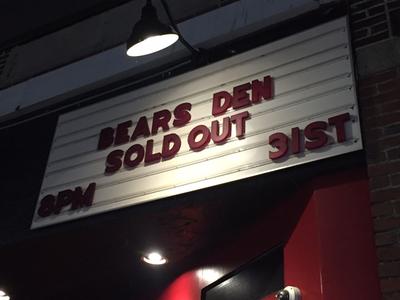 BEARS DEN
SOLD OUT
8PM 31ST